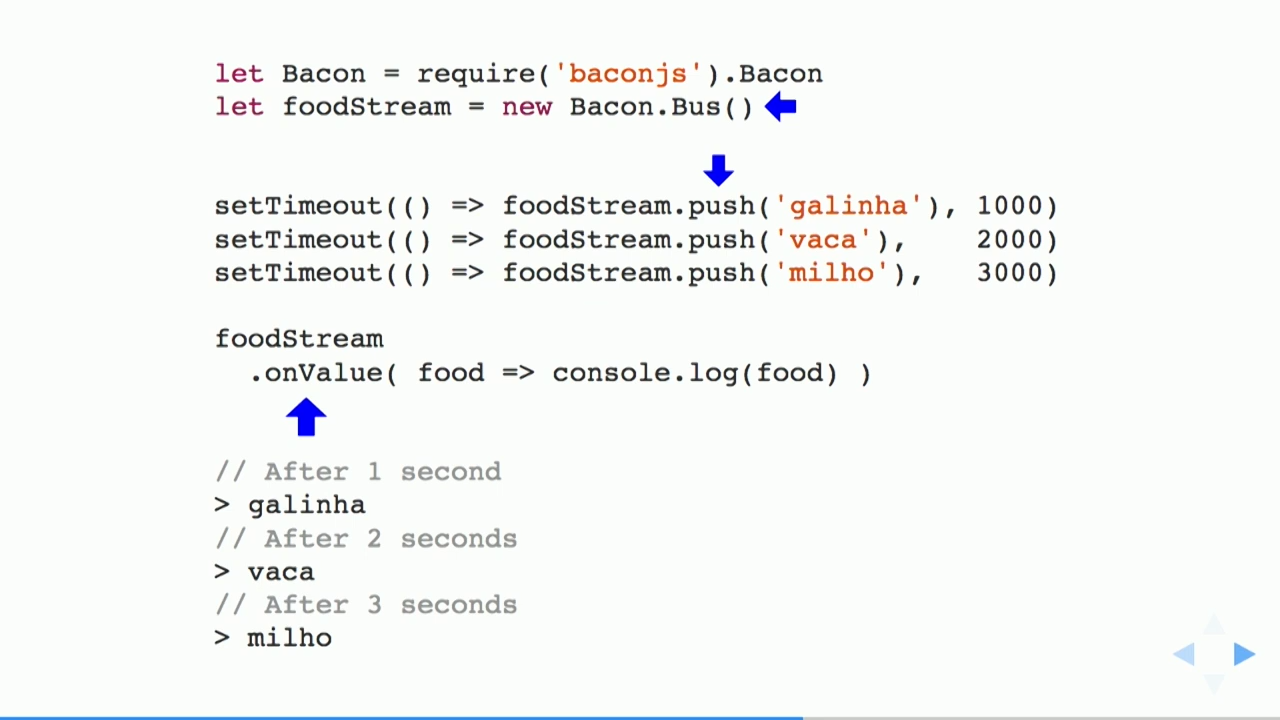 let Bacon = require('baconjs').Bacon
let foodStream = new Bacon.Bus()
setTimeout(() => foodStream.push('galinha'), 1000)
setTimeout(() => foodStream.push('vaca'),    2000)
setTimeout(() => foodStream.push('milho'),   3000)
foodStream
  .onValue( food => console.log(food) )
// After 1 second
> galinha
// After 2 seconds
> vaca
// After 3 seconds
> milho